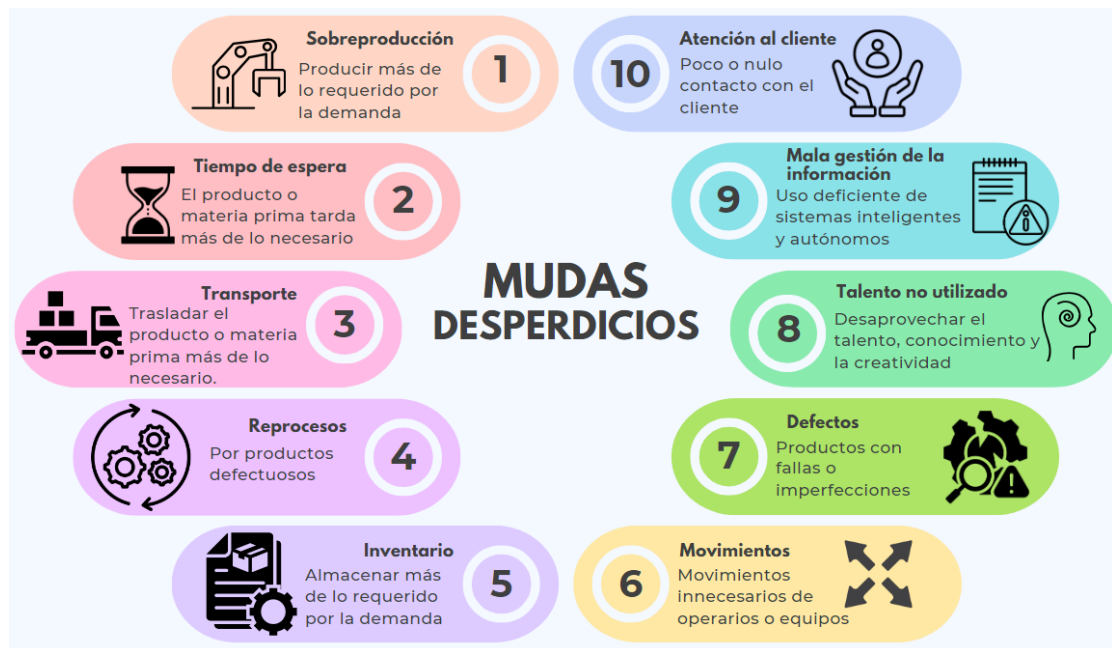 Sobreproducción
Producir más de
lo requerido por
la demanda
1
Tiempo de espera
El producto o
materia prima tarda
más de lo necesario
2
Transporte
Trasladar el
producto o materia
prima más de lo
necesario.
3
Reprocesos
Por productos
defectuosos
4
Inventario
Almacenar más
de lo requerido
por la demanda
5
MUDAS
DESPERDICIOS
10
Atención al cliente
Poco o nulo
contacto con el
cliente
9
Mala gestión de la
información
Uso deficiente de
sistemas inteligentes
y autónomos
8
Talento no utilizado
Desaprovechar el
talento, conocimiento y
la creatividad
7
Defectos
Productos con
fallas o
imperfecciones
6
Movimientos
Movimientos
innecesarios de
operarios o equipos